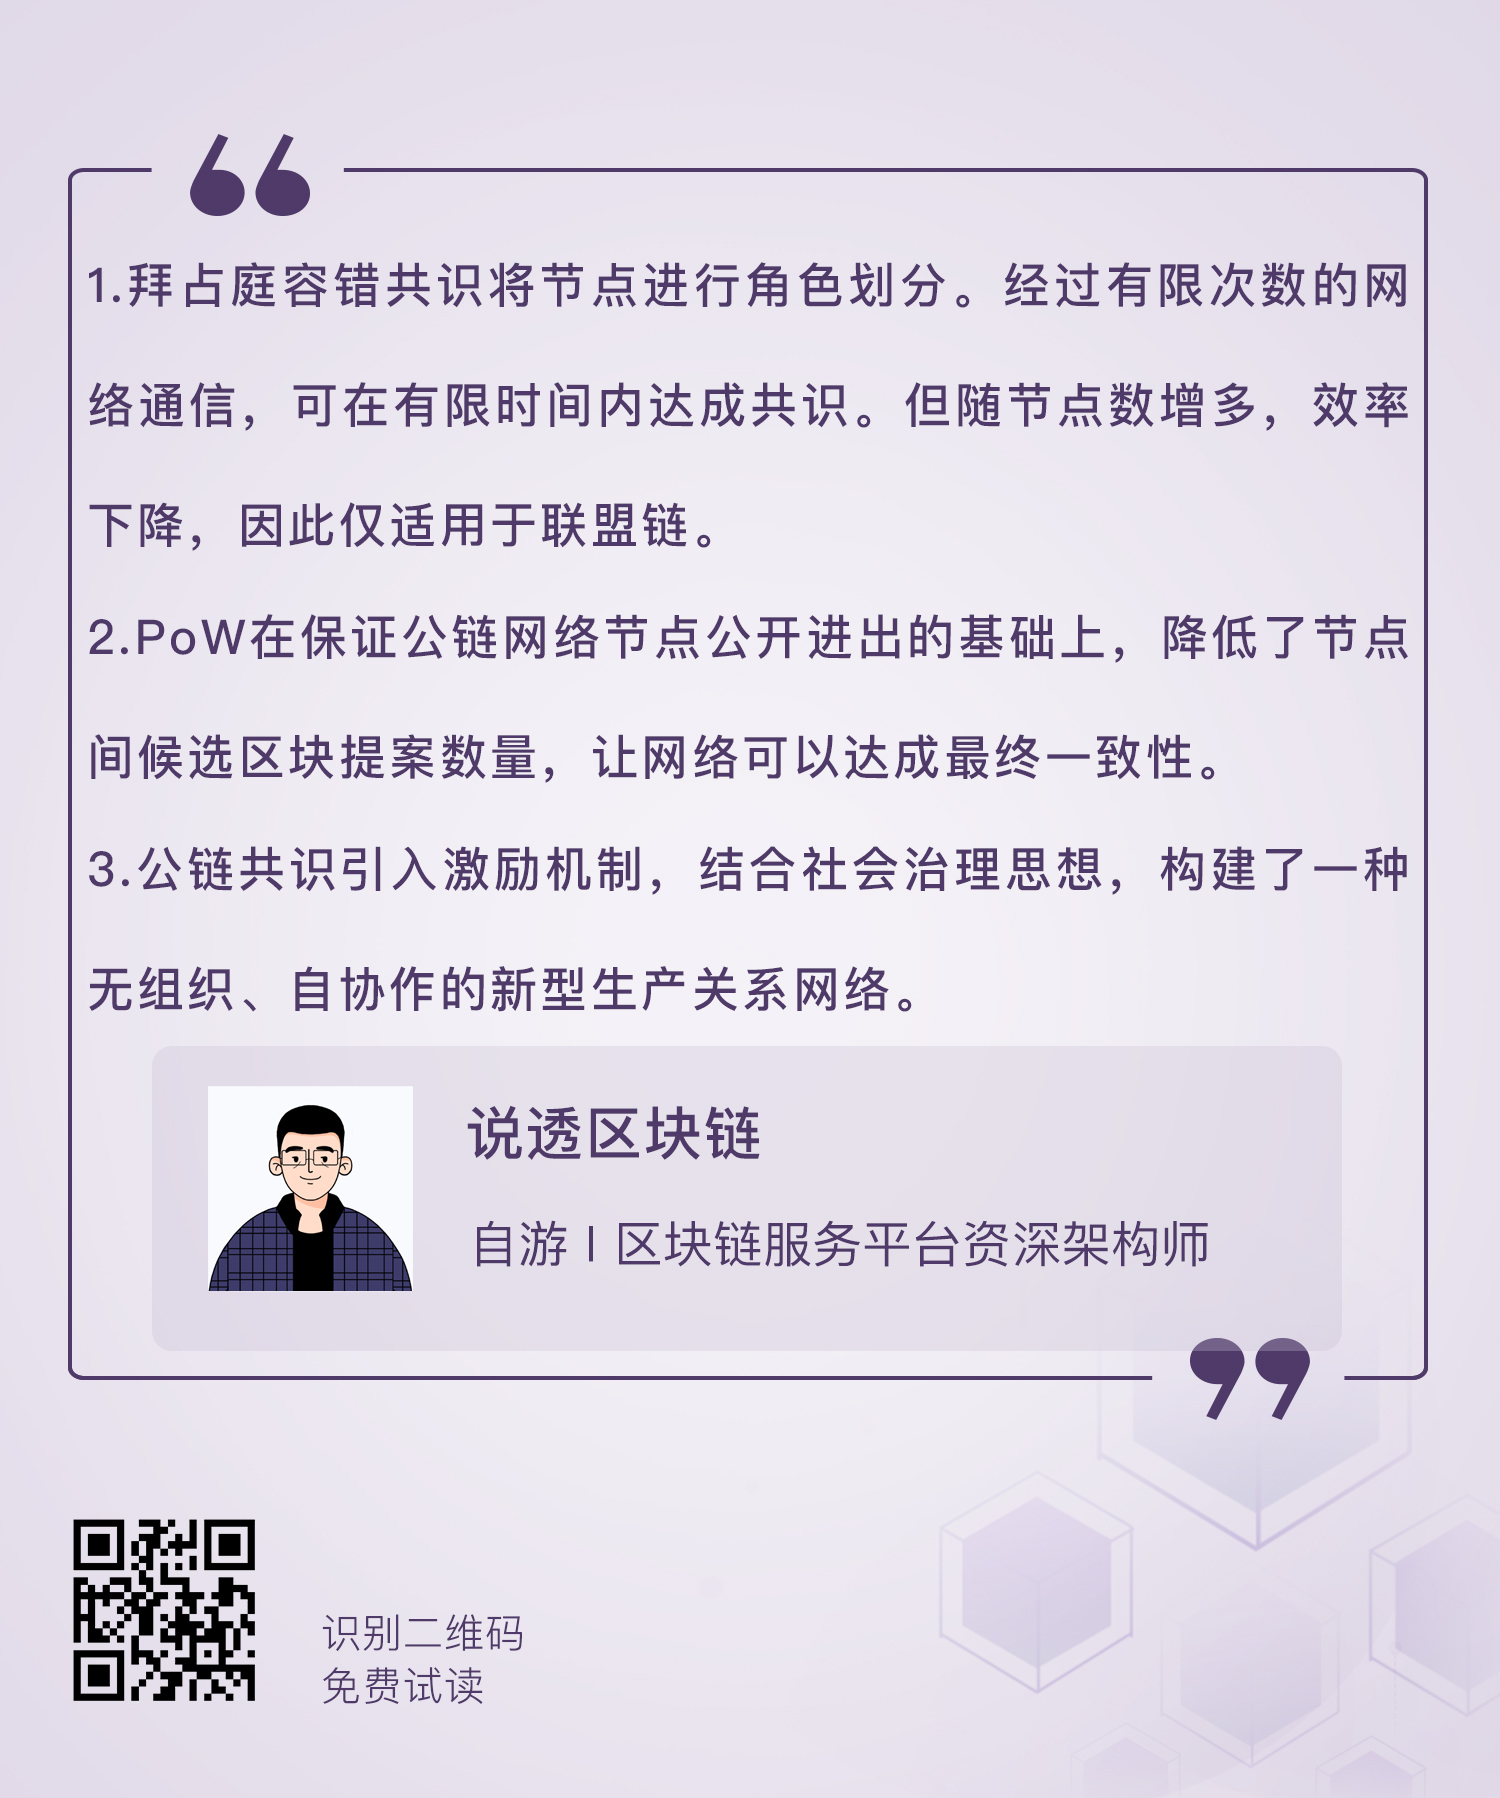 1.拜占庭容错共识将节点进行角色划分。经过有限次数的网
络通信，可在有限时间内达成共识。但随节点数增多，效率
下降，因此仅适用于联盟链。
2.PoW在保证公链网络节点公开进出的基础上，降低了节点
间候选区块提案数量，让网络可以达成最终一致性。
3.公链共识引入激励机制，结合社会治理思想，构建了一种
无组织、自协作的新型生产关系网络。
说透区块链
自游 | 区块链服务平台资深架构师
识别二维码
免费试读